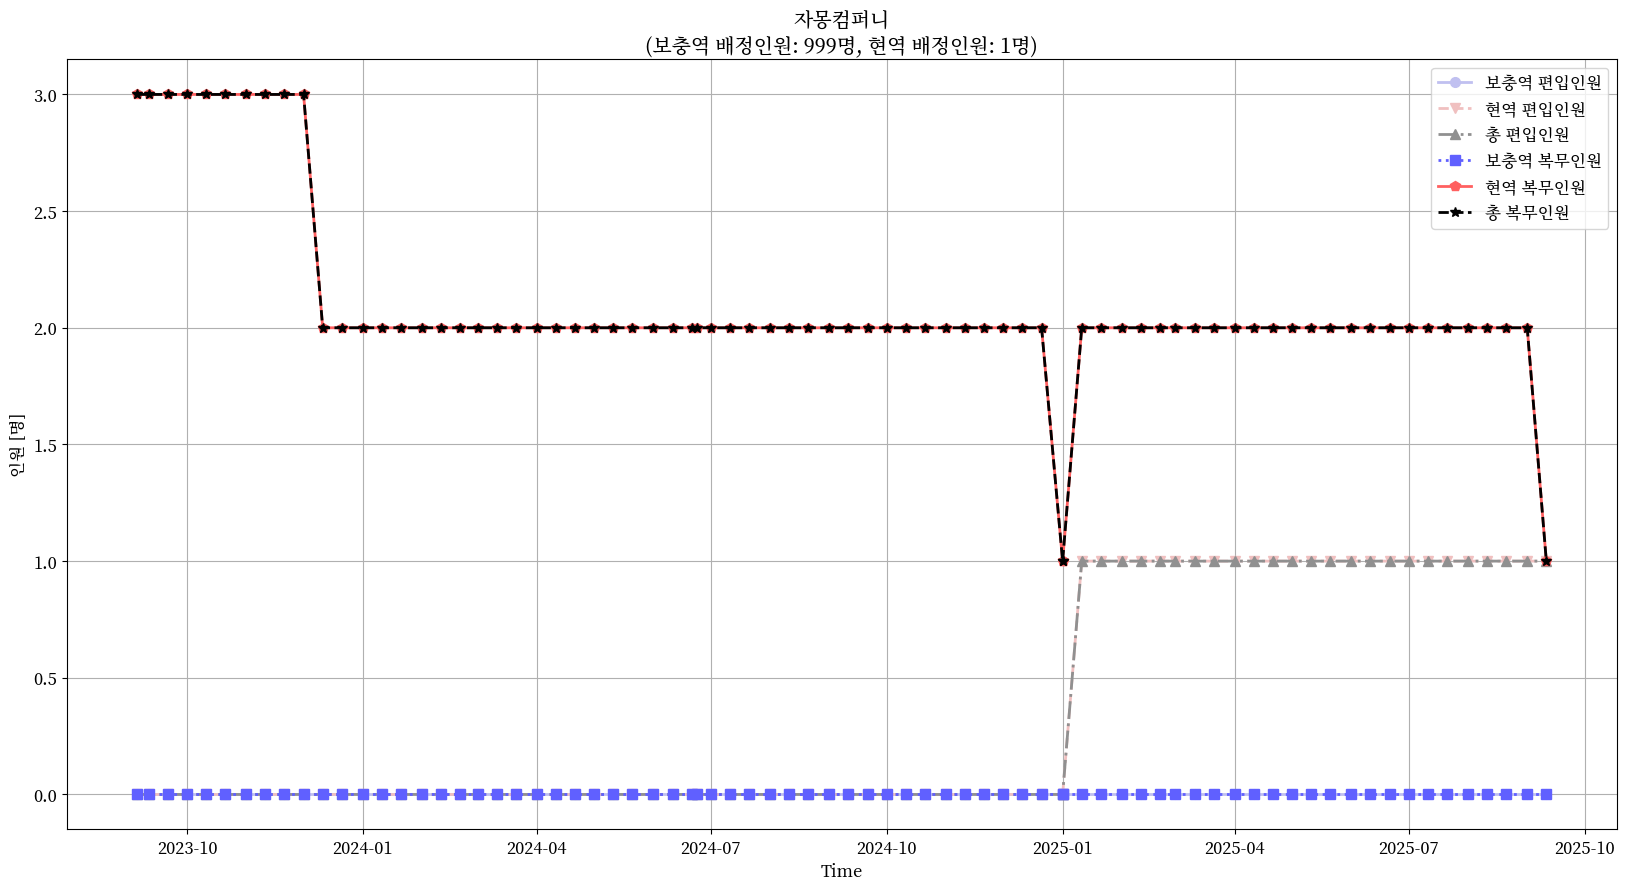 자몽컴퍼니
(보충역 배정인원: 999명, 현역 배정인원: 1명)
보충역 편입인원
현역 편입인원
총 편입인원
보충역 복무인원
현역 복무인원
총 복무인원
3.0
2.5
2.0
1.5
1.0
0.5
0.0
인원 [명]
2023-10
2024-01
2024-04
2024-07
2024-10
2025-01
2025-04
2025-07
2025-10
Time